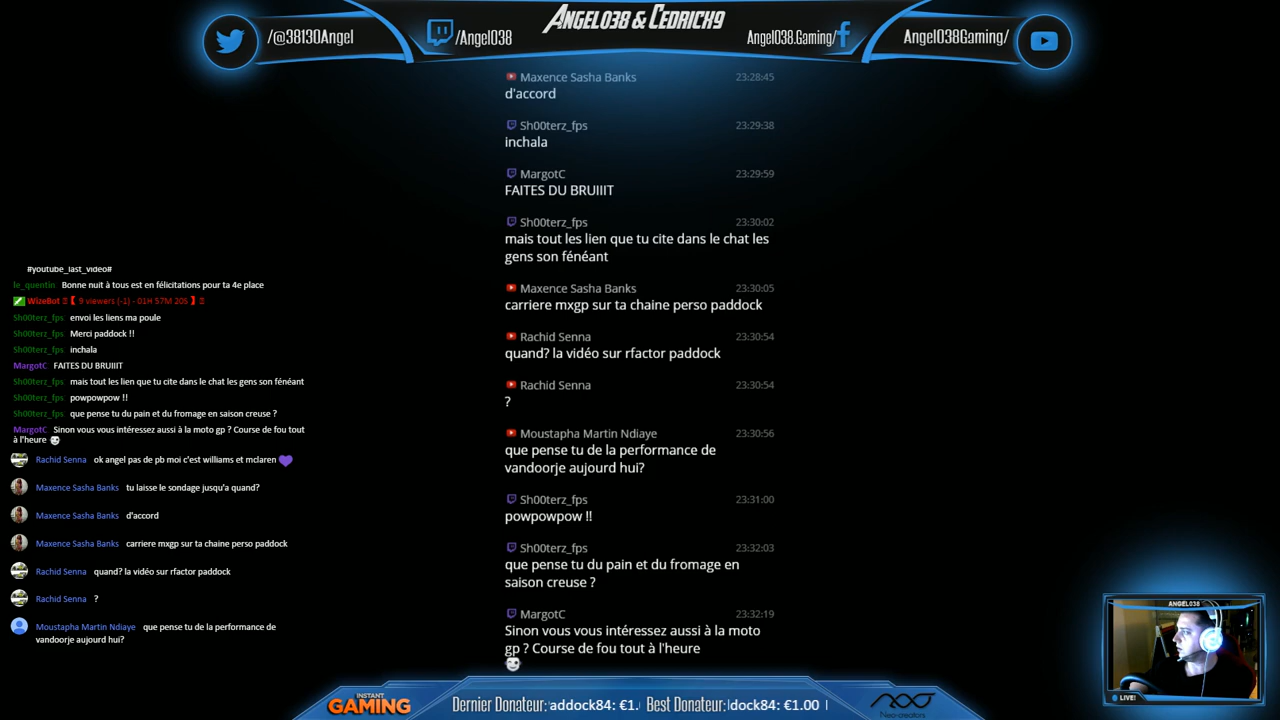 ANGEL038 & CEDRICK9
/@38130Angel
/Angel038
Angel038.Gaming/
Angel038Gaming/
#youtube_last_video#
le_quentin: Bonne nuit à tous est en félicitations pour ta 4e place
WizeBot 9 viewers (-1) - 01H 57M 20S
Sh00terz_fps: envoi les liens ma poule
Sh00terz_fps: Merci paddock !!
Sh00terz_fps: inchala
MargotC: FAITES DU BRUIIIT
Sh00terz_fps: mais tout les lien que tu cite dans le chat les gens son fénéant
Sh00terz_fps: powpowpow !!
Sh00terz_fps: que pense tu du pain et du fromage en saison creuse ?
MargotC: Sinon vous vous intéressez aussi à la moto gp ? Course de fou tout
à l'heure
Rachid Senna ok angel pas de pb moi c'est williams et mclaren 💜
Maxence Sasha Banks tu laisse le sondage jusqu'a quand?
Maxence Sasha Banks d'accord
Maxence Sasha Banks carriere mxgp sur ta chaine perso paddock
Rachid Senna quand? la vidéo sur rfactor paddock
Rachid Senna ?
Moustapha Martin Ndiaye que pense tu de la performance de
vandoorje aujourd hui?
Maxence Sasha Banks 23:28:45
d'accord
Sh00terz_fps 23:29:38
inchala
MargotC 23:29:59
FAITES DU BRUIIIT
Sh00terz_fps 23:30:02
mais tout les lien que tu cite dans le chat les
gens son fénéant
Maxence Sasha Banks 23:30:05
carriere mxgp sur ta chaine perso paddock
Rachid Senna 23:30:54
quand? la vidéo sur rfactor paddock
Rachid Senna 23:30:54
?
Moustapha Martin Ndiaye 23:30:56
que pense tu de la performance de
vandoorje aujourd hui?
Sh00terz_fps 23:31:00
powpowpow !!
Sh00terz_fps 23:32:03
que pense tu du pain et du fromage en
saison creuse ?
MargotC 23:32:19
Sinon vous vous intéressez aussi à la moto
gp ? Course de fou tout à l'heure
ANGEL038
LIVE!
INSTANT
GAMING
Dernier Donateur: addock84: €1.
Best Donateur: dock84: €1.00 |
Neo-creators